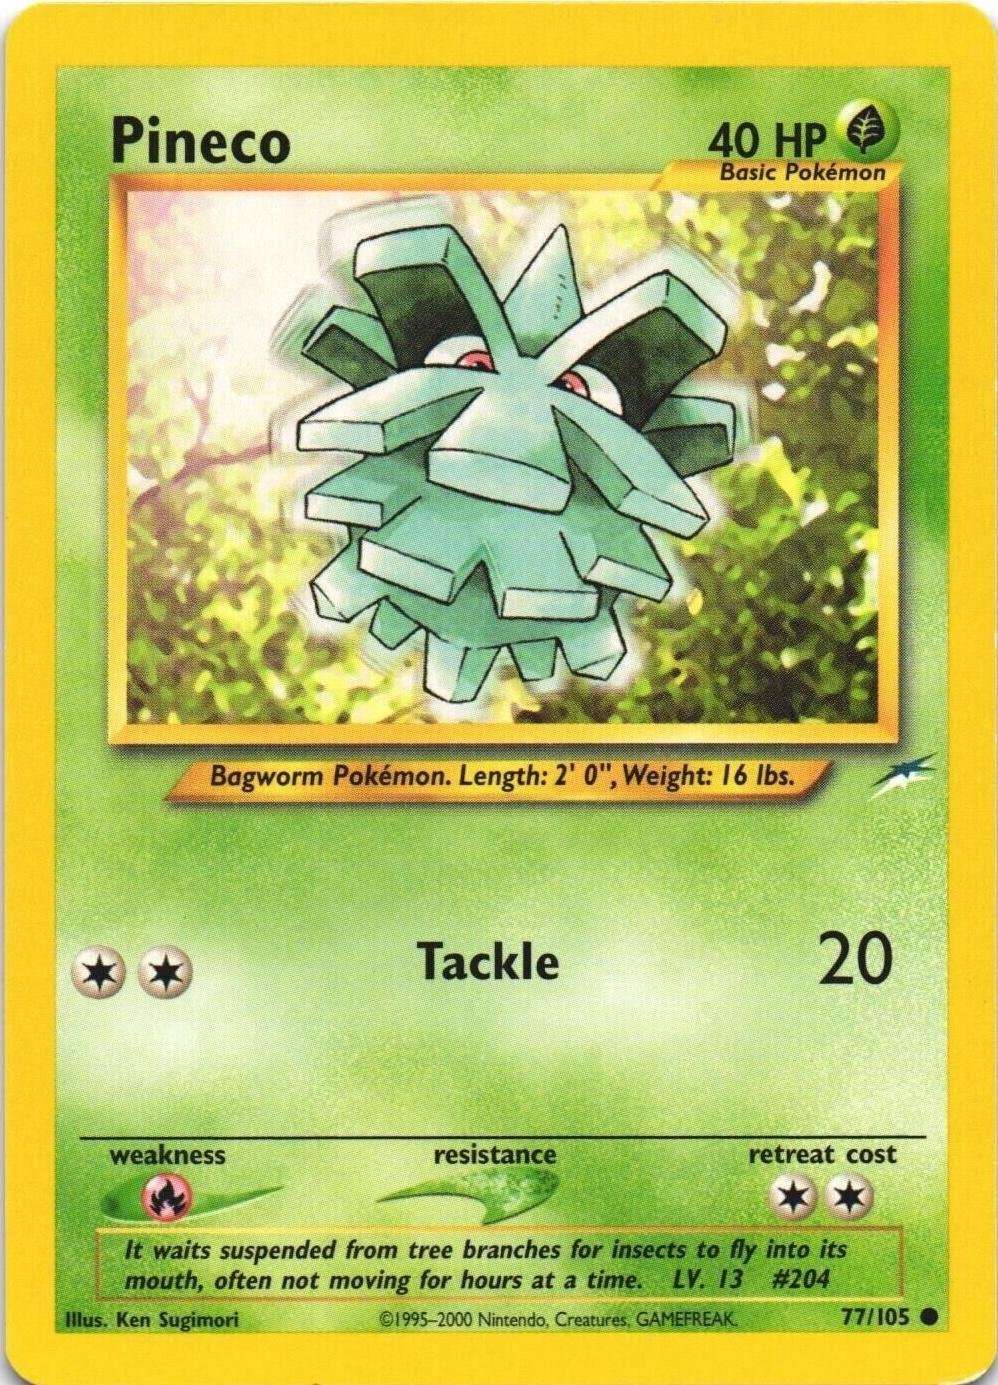 Pineco
40 HP
Basic Pokémon
Bagworm Pokémon. Length: 2' 0", Weight: 16 lbs.
Tackle 20
weakness resistance retreat cost
It waits suspended from tree branches for insects to fly into its
mouth, often not moving for hours at a time. LV. 13 #204
Illus. Ken Sugimori ©1995–2000 Nintendo, Creatures, GAMEFREAK. 77/105